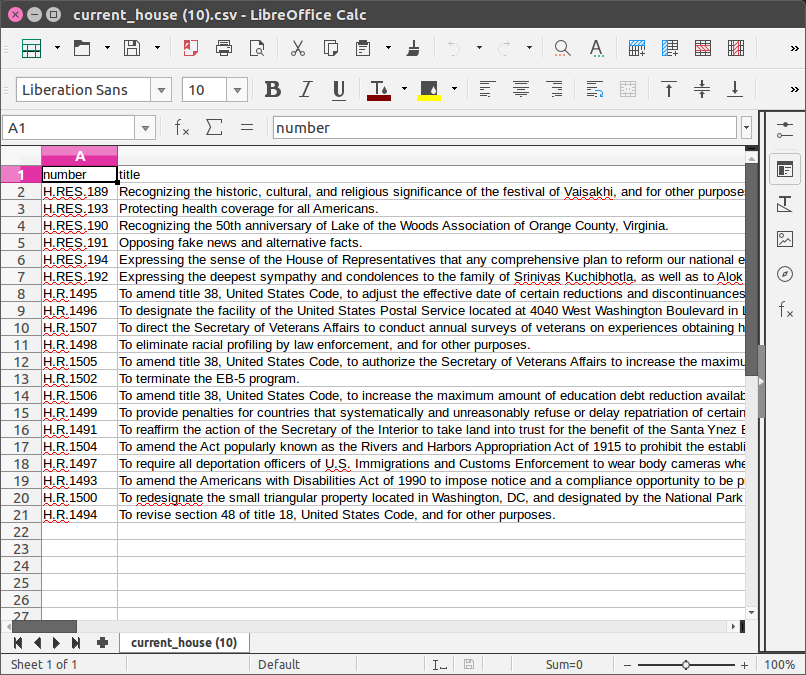 current_house (10).csv - LibreOffice Calc
Liberation Sans 10
A1 number
A
1 number title
2 H.RES.189 Recognizing the historic, cultural, and religious significance of the festival of Vaisakhi, and for other purpose
3 H.RES.193 Protecting health coverage for all Americans.
4 H.RES.190 Recognizing the 50th anniversary of Lake of the Woods Association of Orange County, Virginia.
5 H.RES.191 Opposing fake news and alternative facts.
6 H.RES.194 Expressing the sense of the House of Representatives that any comprehensive plan to reform our national e
7 H.RES.192 Expressing the deepest sympathy and condolences to the family of Srinivas Kuchibhotla, as well as to Alok
8 H.R.1495 To amend title 38, United States Code, to adjust the effective date of certain reductions and discontinuances
9 H.R.1496 To designate the facility of the United States Postal Service located at 4040 West Washington Boulevard in L
10 H.R.1507 To direct the Secretary of Veterans Affairs to conduct annual surveys of veterans on experiences obtaining h
11 H.R.1498 To eliminate racial profiling by law enforcement, and for other purposes.
12 H.R.1505 To amend title 38, United States Code, to authorize the Secretary of Veterans Affairs to increase the maximu
13 H.R.1502 To terminate the EB-5 program.
14 H.R.1506 To amend title 38, United States Code, to increase the maximum amount of education debt reduction availab
15 H.R.1499 To provide penalties for countries that systematically and unreasonably refuse or delay repatriation of certain
16 H.R.1491 To reaffirm the action of the Secretary of the Interior to take land into trust for the benefit of the Santa Ynez B
17 H.R.1504 To amend the Act popularly known as the Rivers and Harbors Appropriation Act of 1915 to prohibit the establi
18 H.R.1497 To require all deportation officers of U.S. Immigrations and Customs Enforcement to wear body cameras whe
19 H.R.1493 To amend the Americans with Disabilities Act of 1990 to impose notice and a compliance opportunity to be p
20 H.R.1500 To redesignate the small triangular property located in Washington, DC, and designated by the National Park
21 H.R.1494 To revise section 48 of title 18, United States Code, and for other purposes.
22
23
24
25
26
27
current_house (10)
Sheet 1 of 1 Default Sum=0 100%